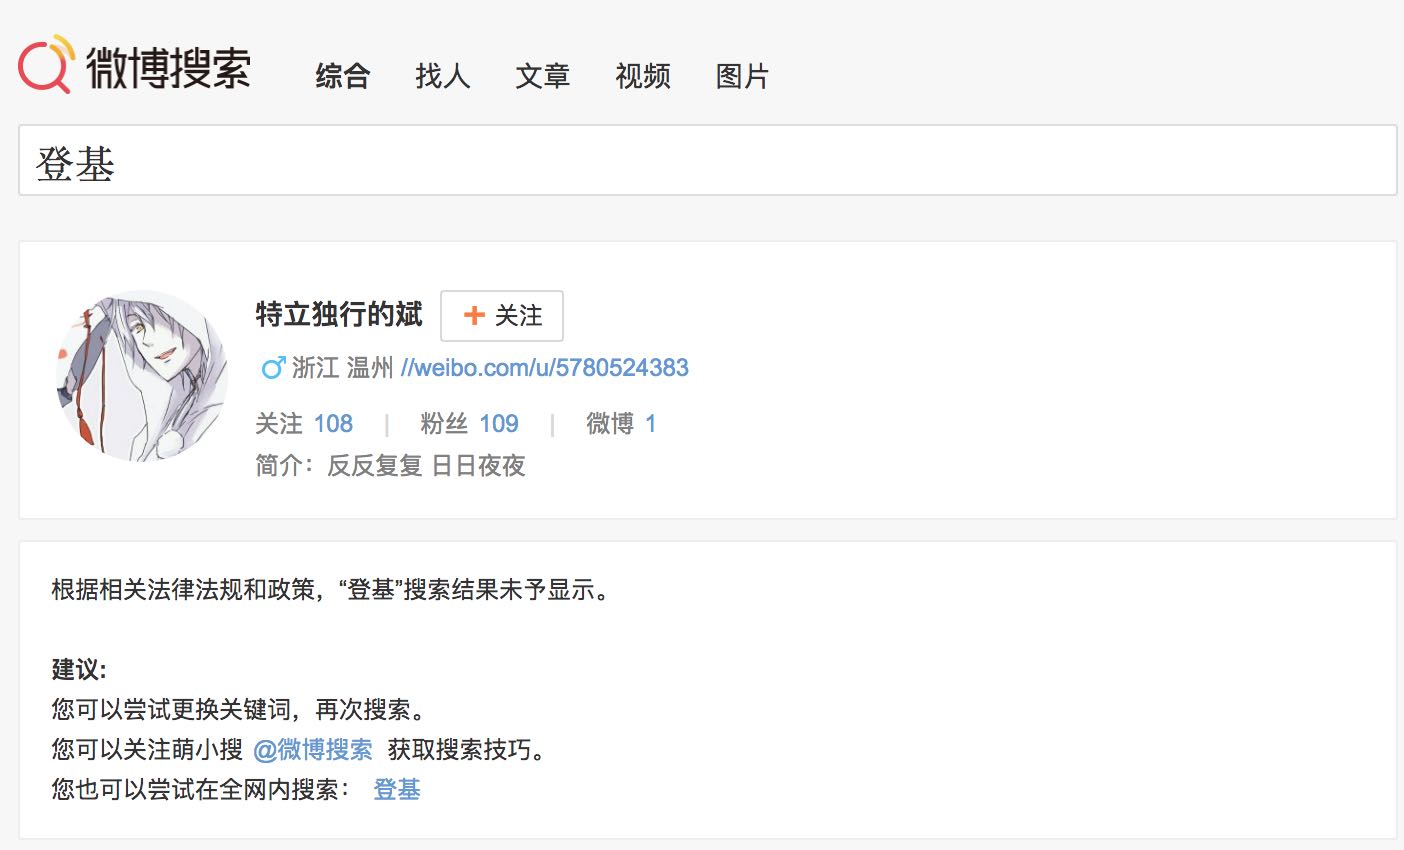 微博搜索 综合 找人 文章 视频 图片
登基
特立独行的斌 + 关注
浙江 温州 //weibo.com/u/5780524383
关注 108 | 粉丝 109 | 微博 1
简介：反反复复 日日夜夜
根据相关法律法规和政策，“登基”搜索结果未予显示。
建议:
您可以尝试更换关键词，再次搜索。
您可以关注萌小搜 @微博搜索 获取搜索技巧。
您也可以尝试在全网内搜索： 登基